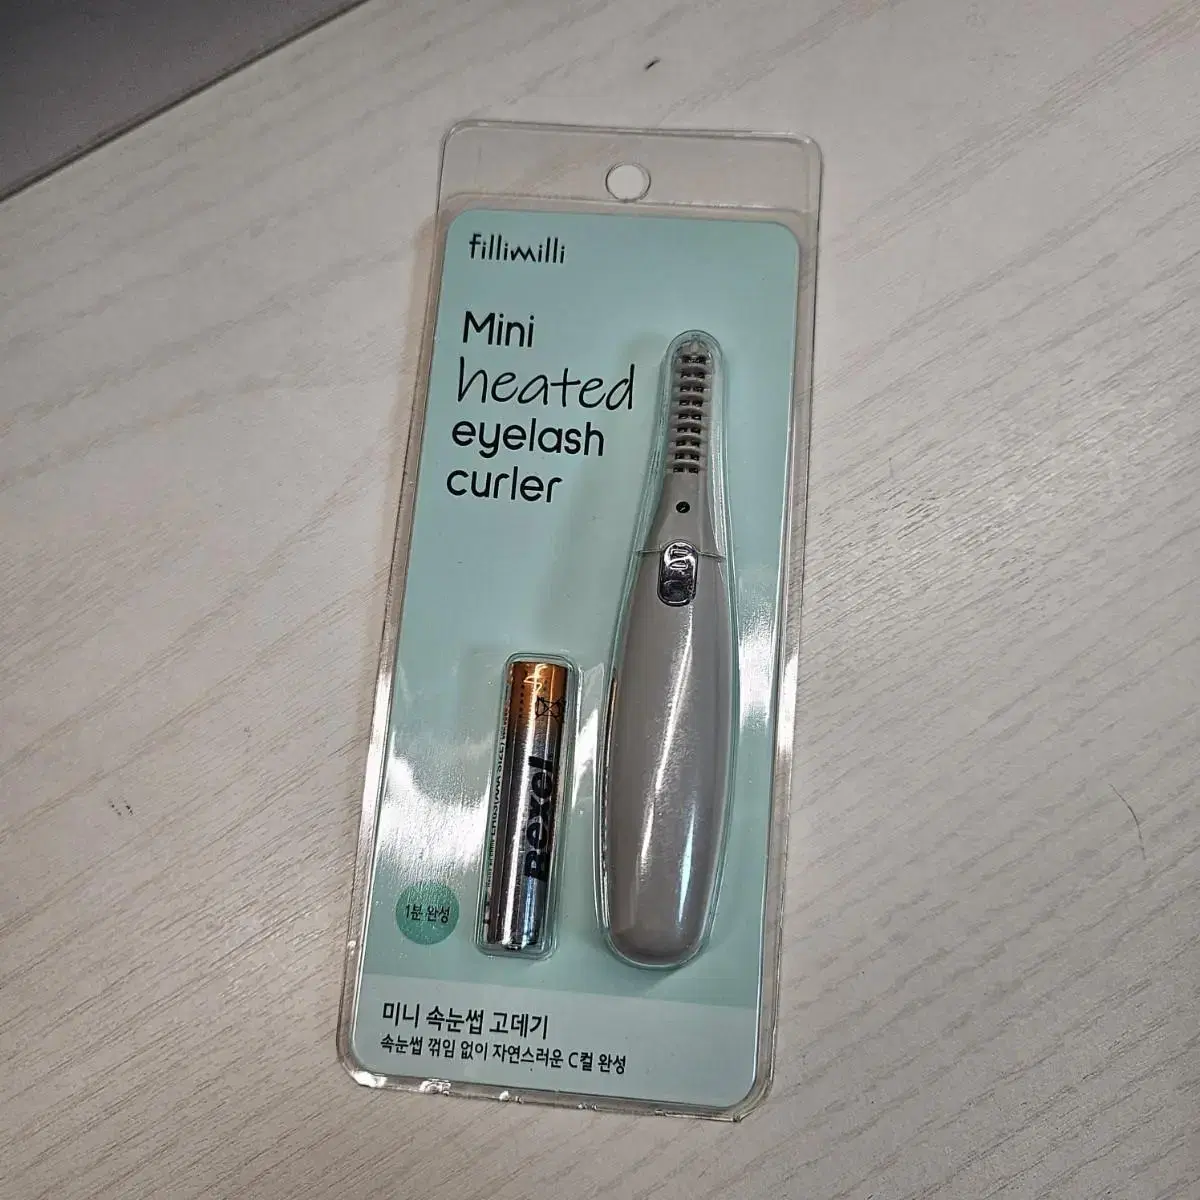 fillimilli
Mini
heated
eyelash
curler
Bexel
1분 완성
미니 속눈썹 고데기
속눈썹 꺾임 없이 자연스러운 C컬 완성